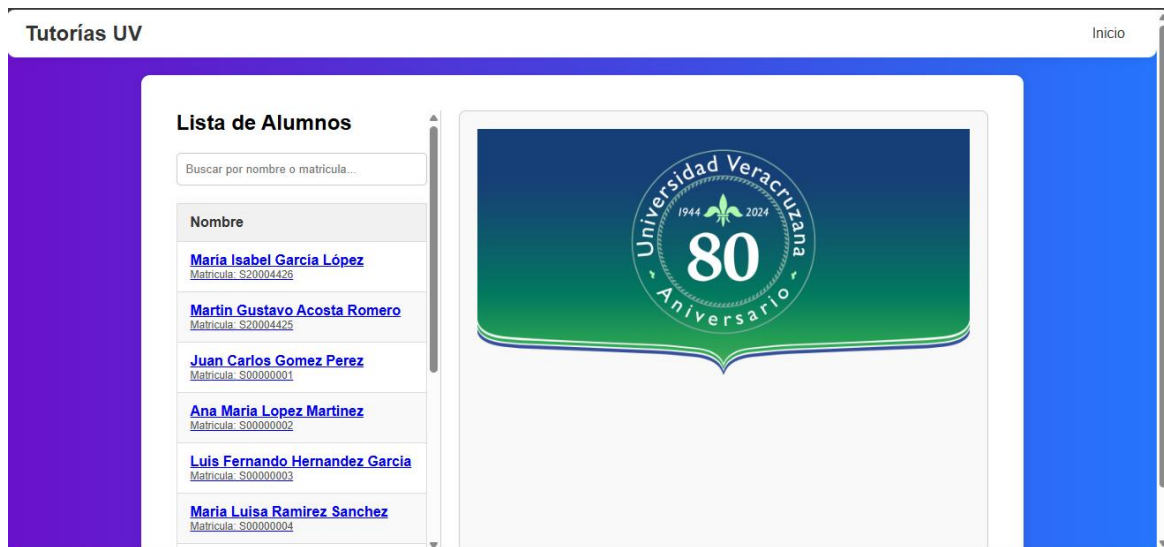 Tutorías UV
Inicio
Lista de Alumnos
Buscar por nombre o matricula...
Nombre
María Isabel García López
Matricula: S20004426
Martin Gustavo Acosta Romero
Matricula: S20004425
Juan Carlos Gomez Perez
Matricula: S00000001
Ana Maria Lopez Martinez
Matricula: S00000002
Luis Fernando Hernandez Garcia
Matricula: S00000003
Maria Luisa Ramirez Sanchez
Matricula: S00000004
Universidad Veracruzana
1944 2024
80
Aniversario